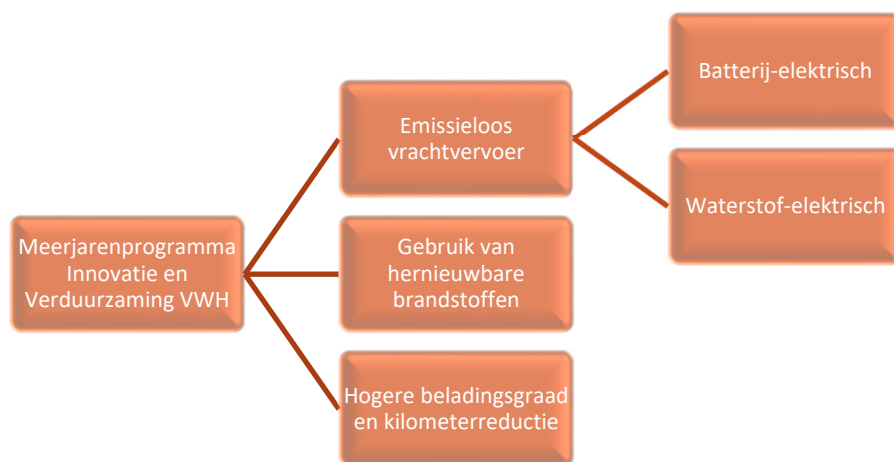 Meerjarenprogramma
Innovatie en
Verduurzaming VWH
Emissieloos
vrachtvervoer
Batterij-elektrisch
Waterstof-elektrisch
Gebruik van
hernieuwbare
brandstoffen
Hogere beladingsgraad
en kilometerreductie